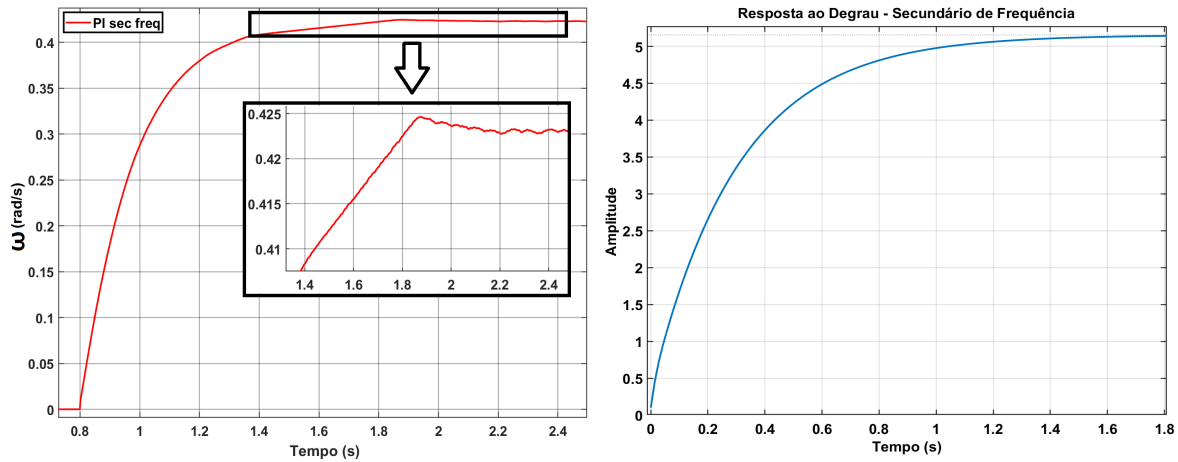 PI sec freq
0.4
0.35
0.3
0.25
0.2
0.15
0.1
0.05
0
ω (rad/s)
0.8 1 1.2 1.4 1.6 1.8 2 2.2 2.4
Tempo (s)
0.425
0.42
0.415
0.41
1.4 1.6 1.8 2 2.2 2.4
Resposta ao Degrau - Secundário de Frequência
5
4.5
4
3.5
3
2.5
2
1.5
1
0.5
0
Amplitude
0 0.2 0.4 0.6 0.8 1 1.2 1.4 1.6 1.8
Tempo (s)